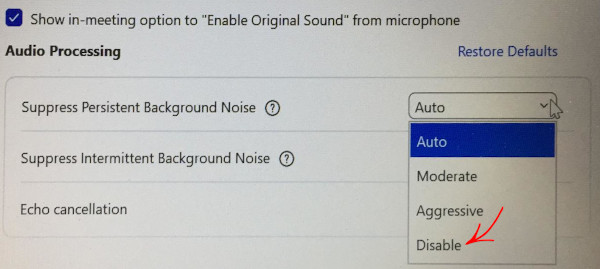 Show in-meeting option to "Enable Original Sound" from microphone
Audio Processing
Restore Defaults
Suppress Persistent Background Noise ?
Auto
Auto
Suppress Intermittent Background Noise ?
Moderate
Aggressive
Echo cancellation
Disable